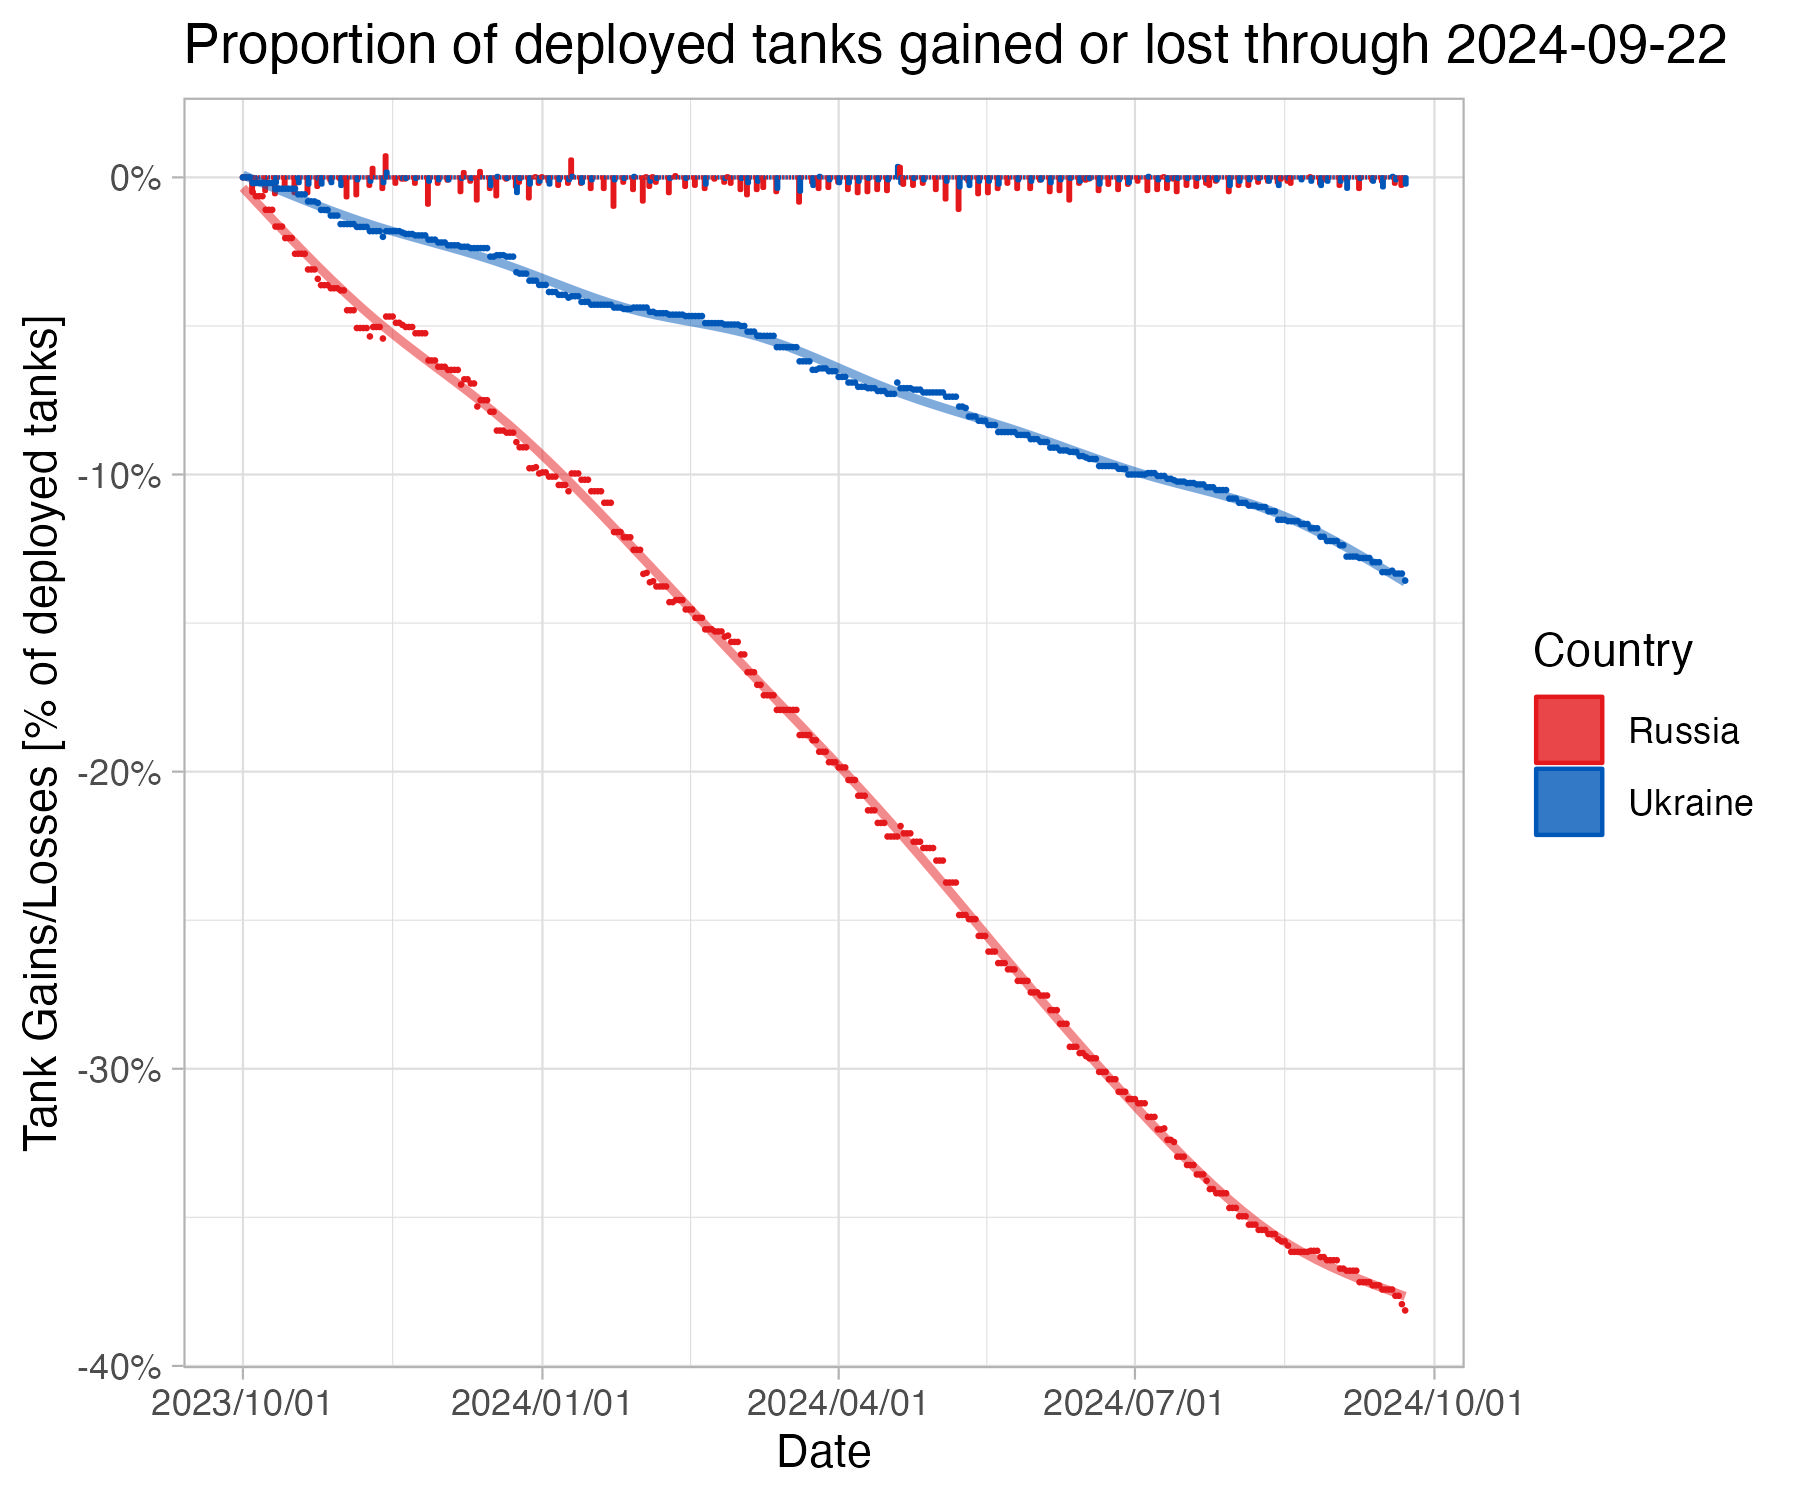 Proportion of deployed tanks gained or lost through 2024-09-22
Tank Gains/Losses [% of deployed tanks]
0%
-10%
-20%
-30%
-40%
2023/10/01
2024/01/01
2024/04/01
2024/07/01
2024/10/01
Date
Country
Russia
Ukraine